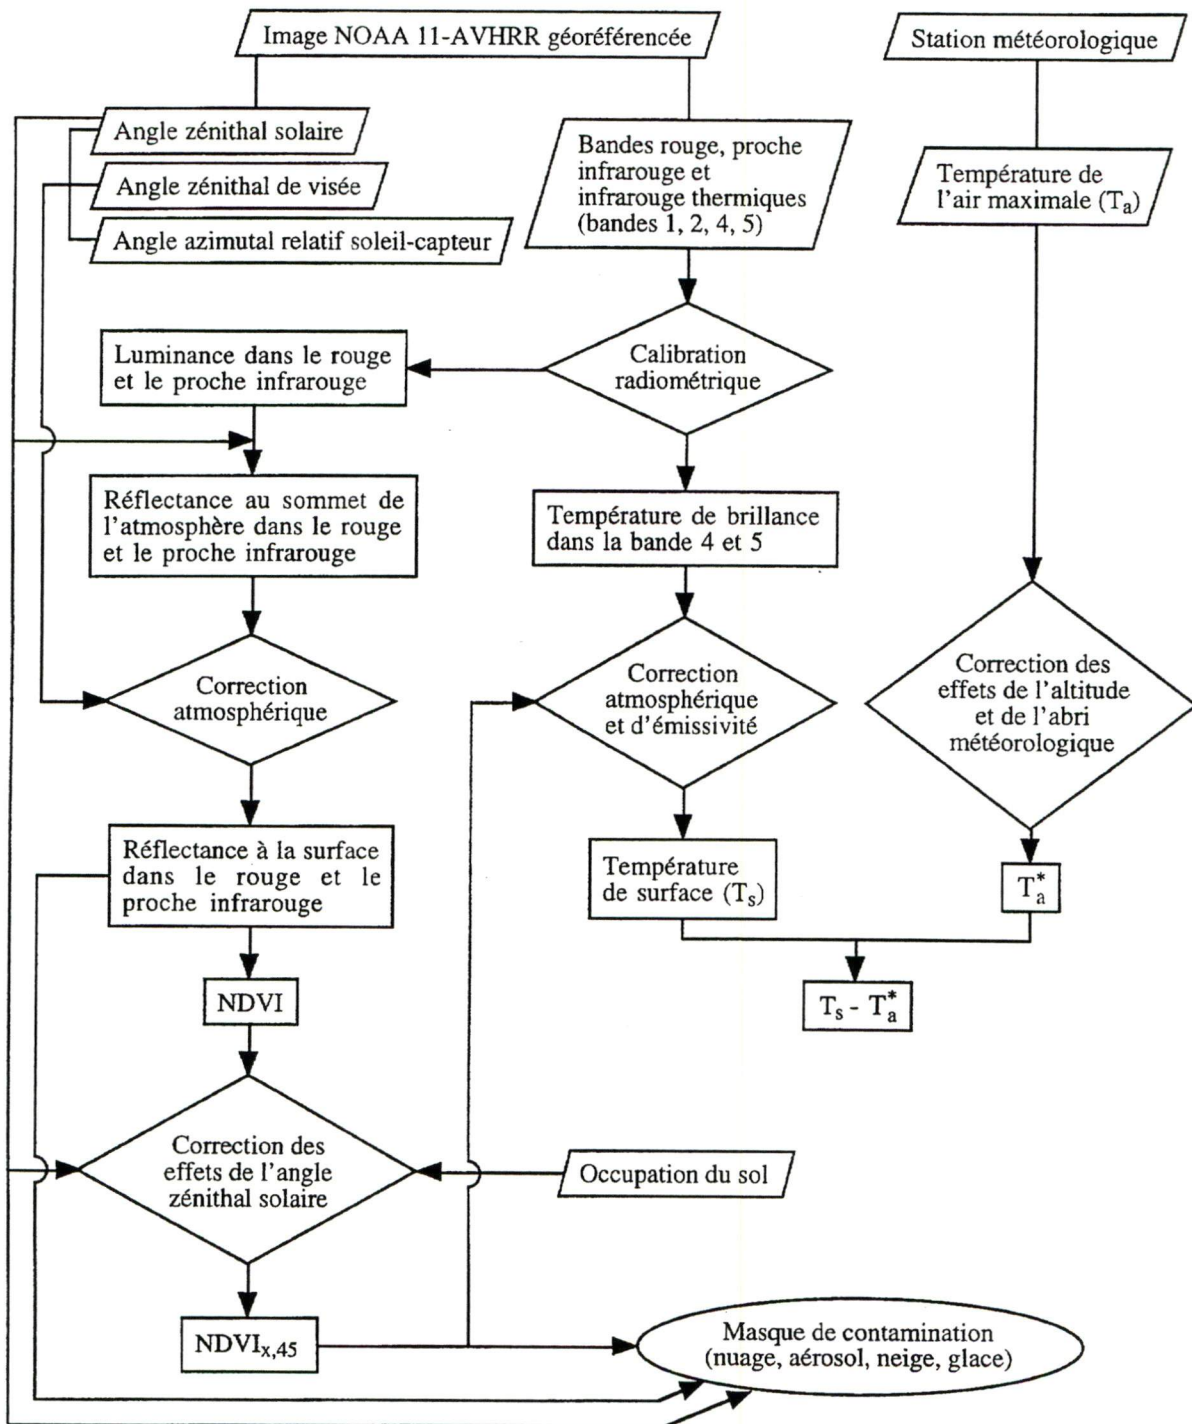 Image NOAA 11-AVHRR géoréférencée
Station météorologique
Angle zénithal solaire
Angle zénithal de visée
Angle azimutal relatif soleil-capteur
Bandes rouge, proche
infrarouge et
infrarouge thermiques
(bandes 1, 2, 4, 5)
Température de
l'air maximale (Ta)
Luminance dans le rouge
et le proche infrarouge
Calibration
radiométrique
Réflectance au sommet de
l'atmosphère dans le rouge
et le proche infrarouge
Température de brillance
dans la bande 4 et 5
Correction
atmosphérique
Correction
atmosphérique
et d'émissivité
Correction des
effets de l'altitude
et de l'abri
météorologique
Réflectance à la surface
dans le rouge et le
proche infrarouge
Température
de surface (Ts)
Ta*
NDVI
Ts - Ta*
Correction des
effets de l'angle
zénithal solaire
Occupation du sol
NDVIx,45
Masque de contamination
(nuage, aérosol, neige, glace)